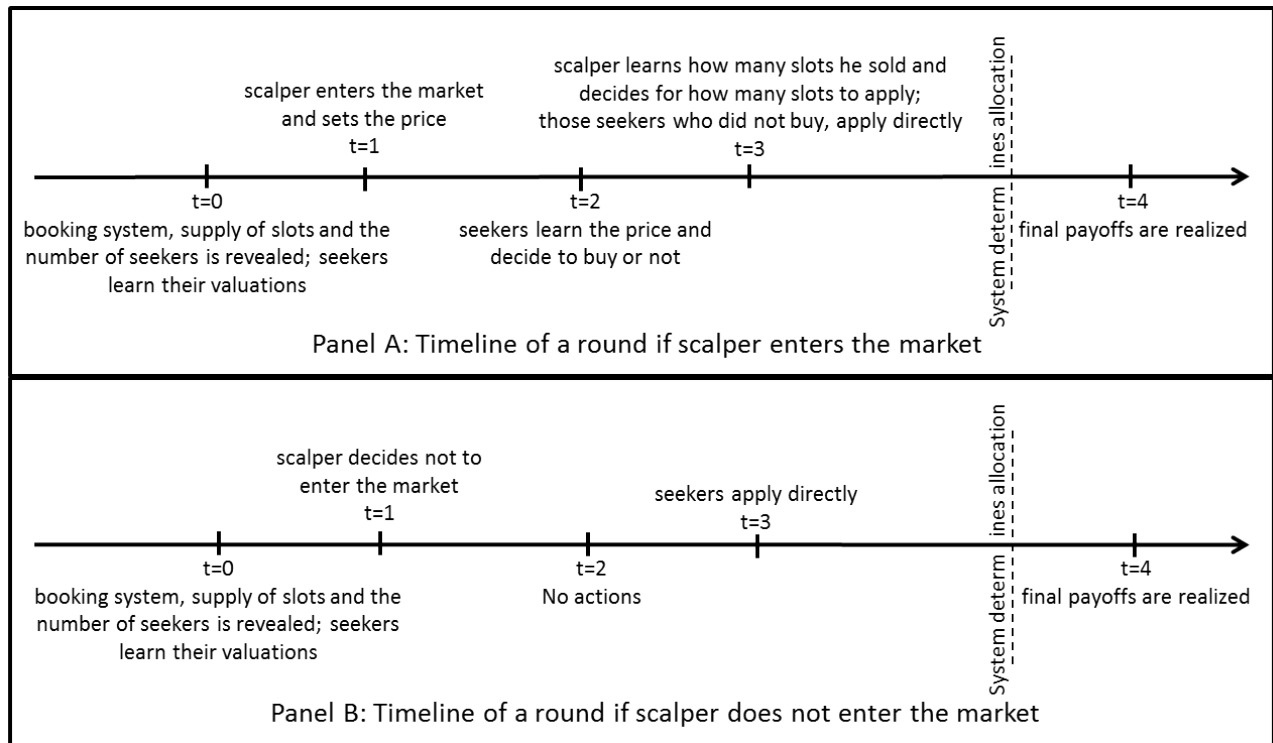 scalper enters the market
and sets the price
t=1
scalper learns how many slots he sold and
decides for how many slots to apply;
those seekers who did not buy, apply directly
t=3
t=0
booking system, supply of slots and the
number of seekers is revealed; seekers
learn their valuations
t=2
seekers learn the price and
decide to buy or not
System determ ines allocation
t=4
final payoffs are realized
Panel A: Timeline of a round if scalper enters the market
scalper decides not to
enter the market
t=1
seekers apply directly
t=3
t=0
booking system, supply of slots and the
number of seekers is revealed; seekers
learn their valuations
t=2
No actions
System determ ines allocation
t=4
final payoffs are realized
Panel B: Timeline of a round if scalper does not enter the market